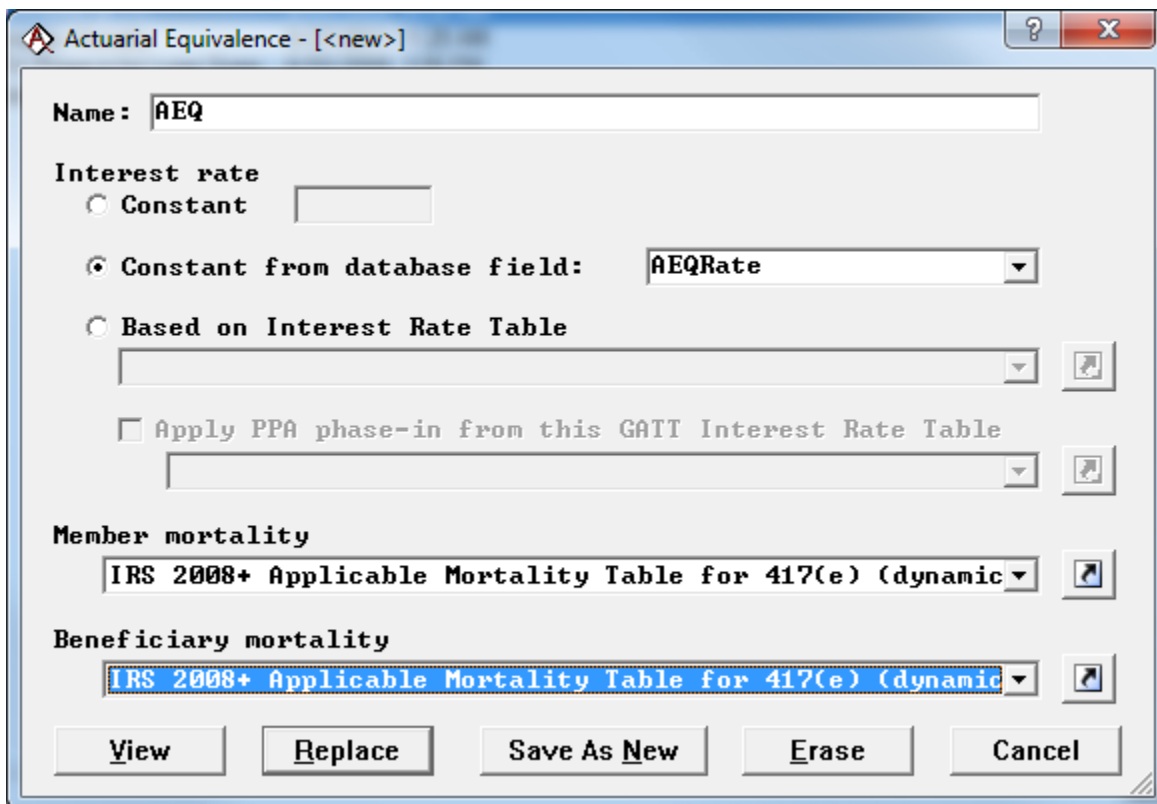 Actuarial Equivalence - [<new>]
Name: AEQ
Interest rate
Constant
Constant from database field: AEQRate
Based on Interest Rate Table
Apply PPA phase-in from this GATT Interest Rate Table
Member mortality
IRS 2008+ Applicable Mortality Table for 417(e) (dynamic
Beneficiary mortality
IRS 2008+ Applicable Mortality Table for 417(e) (dynamic
View Replace Save As New Erase Cancel